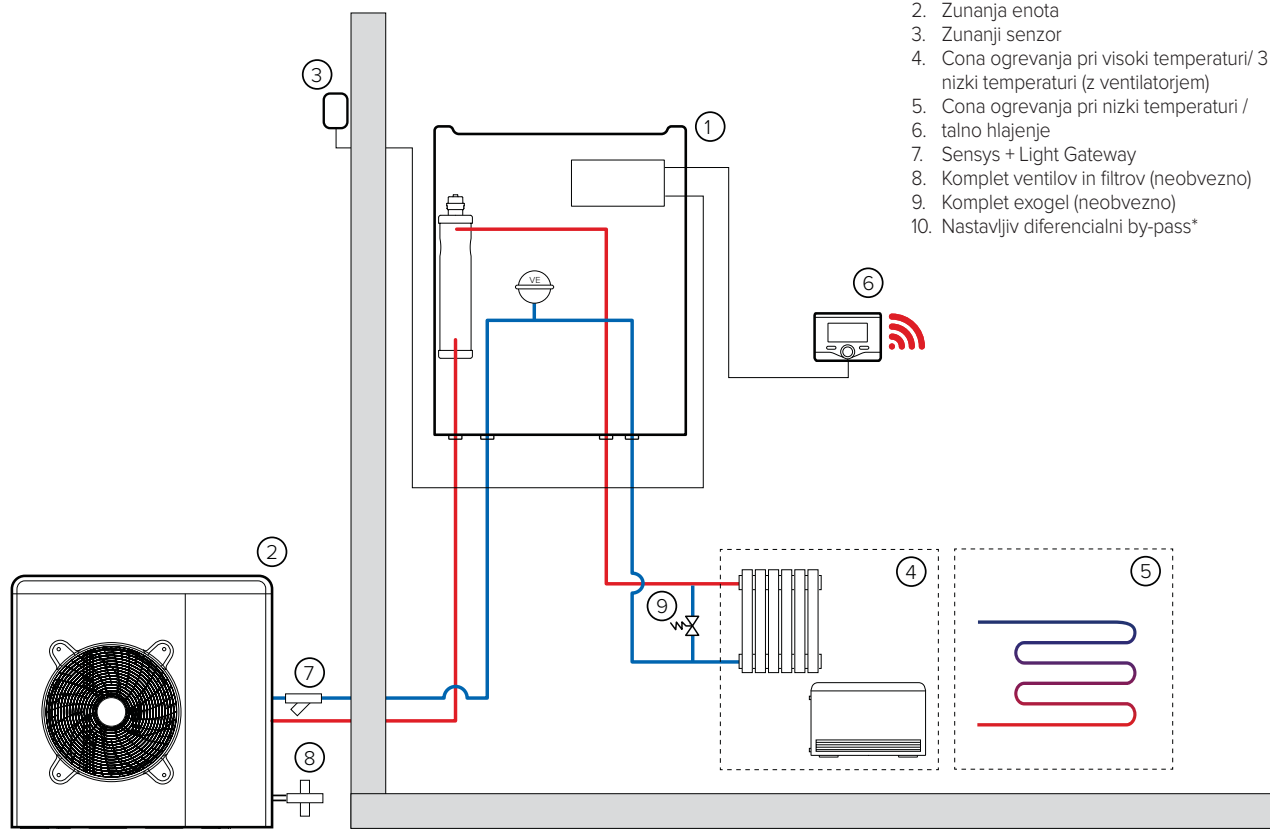 2. Zunanja enota
3. Zunanji senzor
4. Cona ogrevanja pri visoki temperaturi/ 3
nizki temperaturi (z ventilatorjem)
5. Cona ogrevanja pri nizki temperaturi /
6. talno hlajenje
7. Sensys + Light Gateway
8. Komplet ventilov in filtrov (neobvezno)
9. Komplet exogel (neobvezno)
10. Nastavljiv diferencialni by-pass*
3
1
VE
6
2
4
5
9
7
8